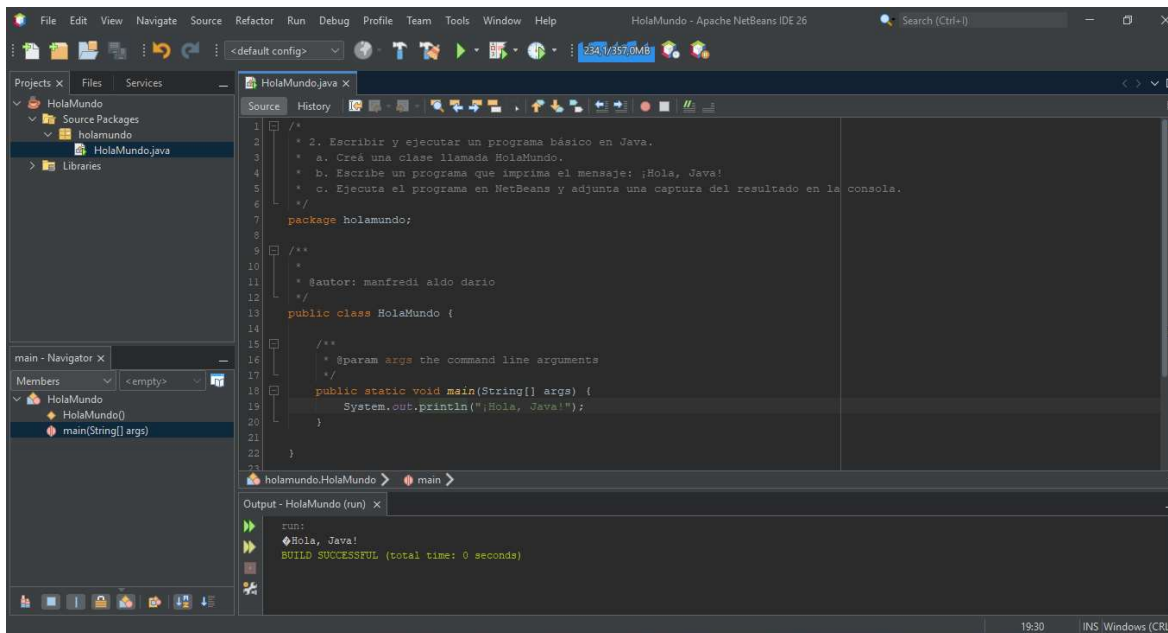 File Edit View Navigate Source Refactor Run Debug Profile Team Tools Window Help HolaMundo - Apache NetBeans IDE 26 Search (Ctrl+I)
<default config> 234,1/357,0MB
Projects Files Services
HolaMundo
Source Packages
holamundo
HolaMundo.java
Libraries
main - Navigator
Members <empty>
HolaMundo
HolaMundo()
main(String[] args)
HolaMundo.java
Source History
1 /*
2 * 2. Escribir y ejecutar un programa básico en Java.
3 * a. Creá una clase llamada HolaMundo.
4 * b. Escribe un programa que imprima el mensaje: ¡Hola, Java!
5 * c. Ejecuta el programa en NetBeans y adjunta una captura del resultado en la consola.
6 */
7 package holamundo;
8
9 /**
10 *
11 * @autor: manfredi aldo dario
12 */
13 public class HolaMundo {
14
15 /**
16 * @param args the command line arguments
17 */
18 public static void main(String[] args) {
19 System.out.println("¡Hola, Java!");
20 }
21
22 }
23
holamundo.HolaMundo main
Output - HolaMundo (run)
run:
�Hola, Java!
BUILD SUCCESSFUL (total time: 0 seconds)
19:30 INS Windows (CRL